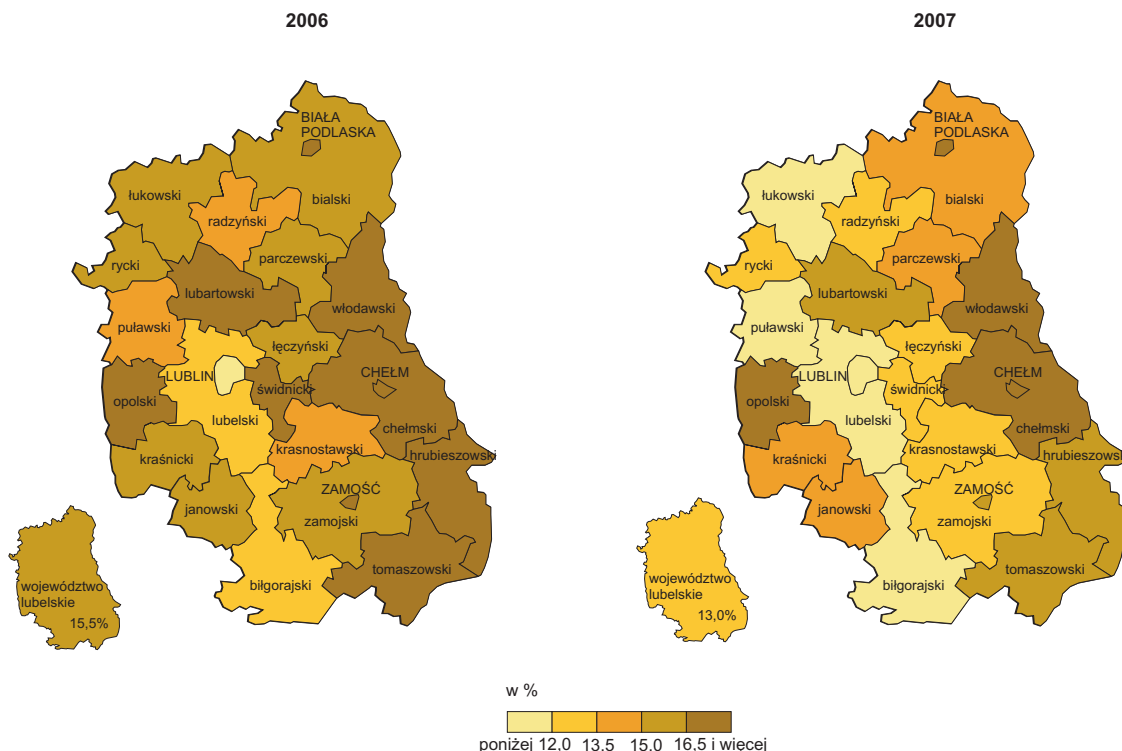 2006
BIAŁA
PODLASKA
łukowski
bialski
radzyński
rycki
parczewski
lubartowski
włodawski
puławski
łęczyński
LUBLIN
CHEŁM
świdnicki
opolski
lubelski
chełmski
krasnostawski
hrubieszowski
kraśnicki
ZAMOŚĆ
janowski
zamojski
tomaszowski
biłgorajski
województwo
lubelskie
15,5%
2007
BIAŁA
PODLASKA
łukowski
bialski
radzyński
rycki
parczewski
lubartowski
włodawski
puławski
łęczyński
LUBLIN
CHEŁM
świdnicki
opolski
lubelski
chełmski
krasnostawski
hrubieszowski
kraśnicki
ZAMOŚĆ
janowski
zamojski
tomaszowski
biłgorajski
województwo
lubelskie
13,0%
w %
poniżej 12,0 13,5 15,0 16,5 i więcej